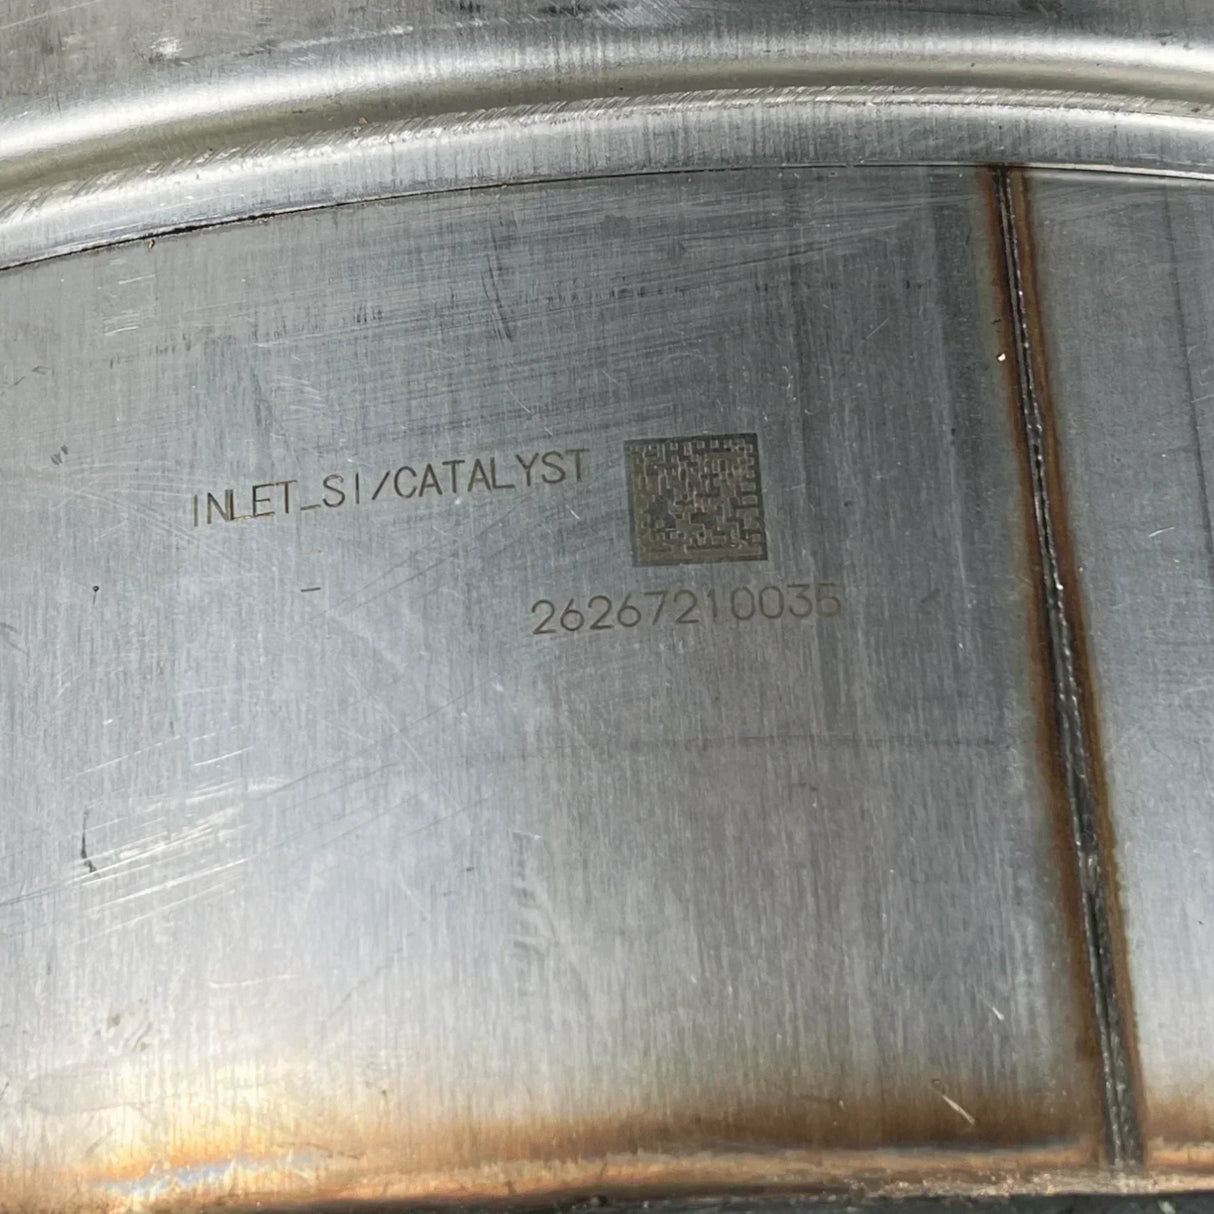 INLET_SI/CATALYST
-
26267210035